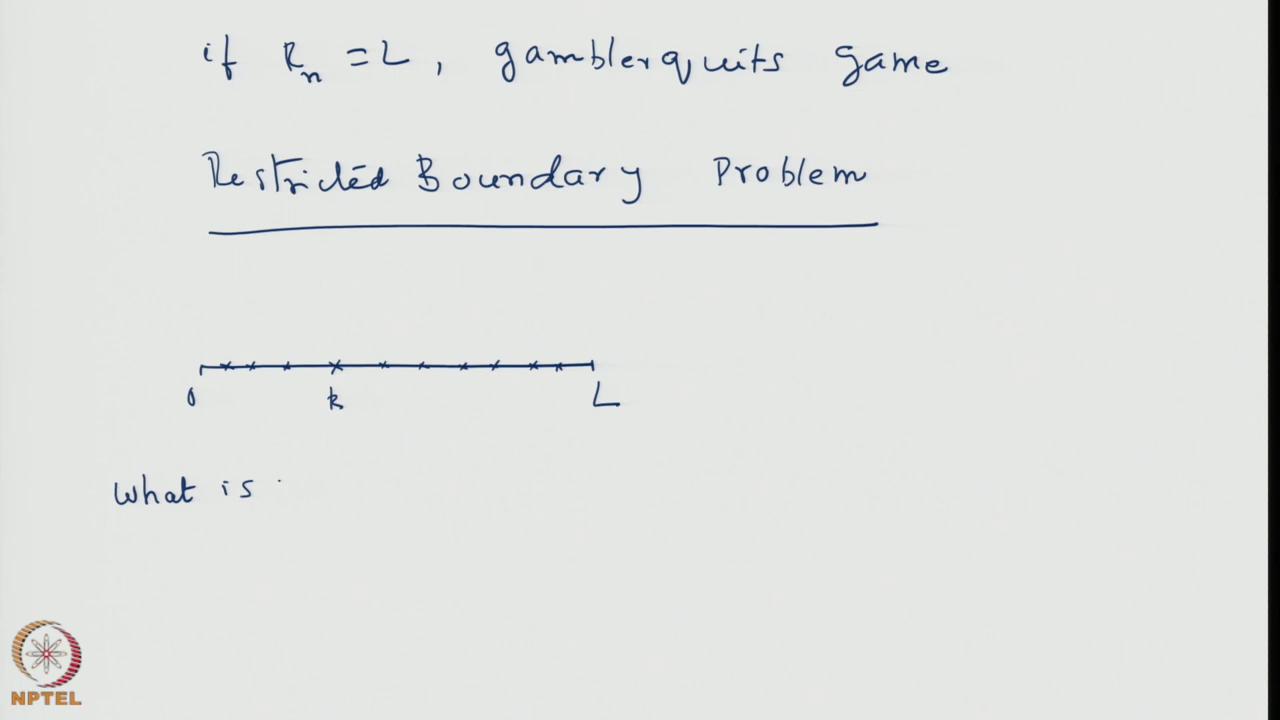 if Rn = L, gambler quits game
Restricted Boundary Problem
0 k L
What is
NPTEL